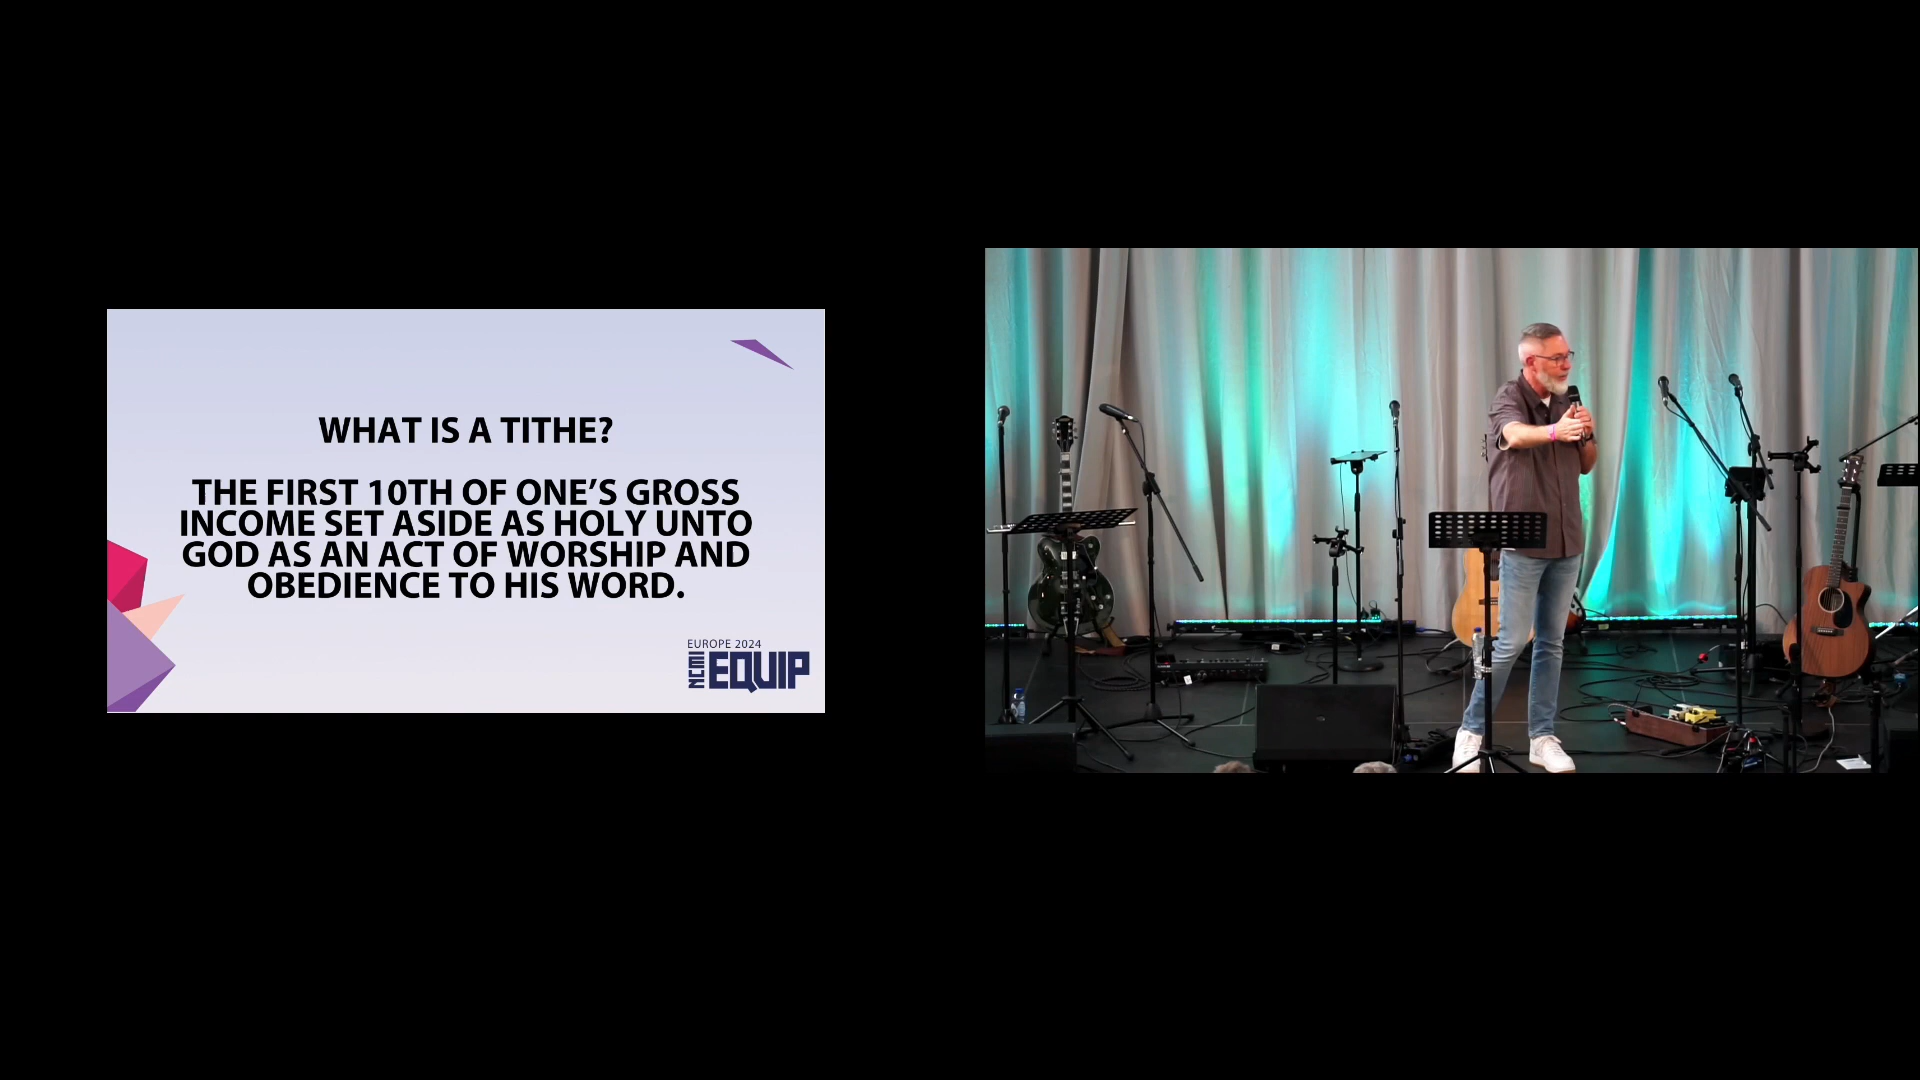 WHAT IS A TITHE?
THE FIRST 10TH OF ONE’S GROSS
INCOME SET ASIDE AS HOLY UNTO
GOD AS AN ACT OF WORSHIP AND
OBEDIENCE TO HIS WORD.
EUROPE 2024
NCMI EQUIP